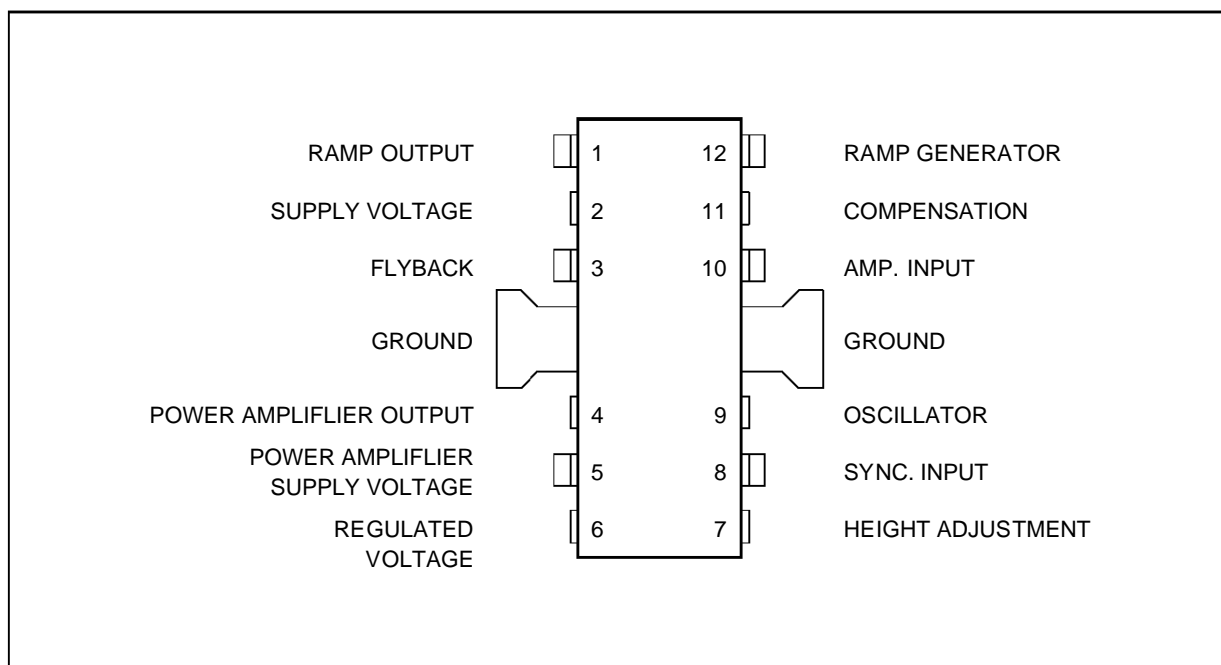 RAMP OUTPUT 1 12 RAMP GENERATOR
SUPPLY VOLTAGE 2 11 COMPENSATION
FLYBACK 3 10 AMP. INPUT
GROUND GROUND
POWER AMPLIFLIER OUTPUT 4 9 OSCILLATOR
POWER AMPLIFLIER
SUPPLY VOLTAGE 5 8 SYNC. INPUT
REGULATED
VOLTAGE 6 7 HEIGHT ADJUSTMENT